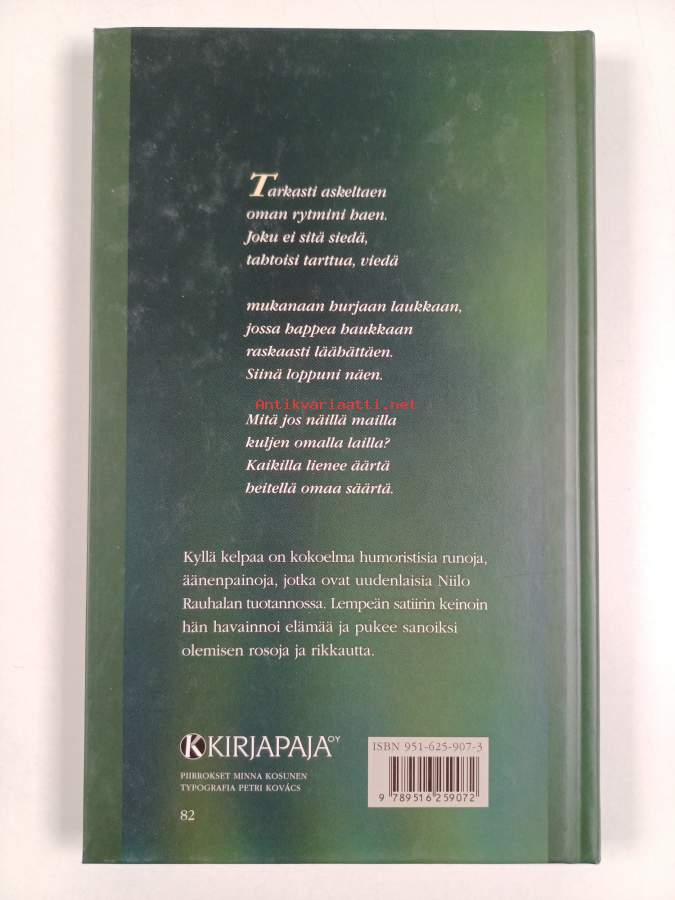 Tarkasti askeltaen
oman rytmini haen.
Joku ei sitä siedä,
tahtoisi tarttua, viedä
mukanaan hurjaan laukkaan,
jossa happea haukkaan
raskaasti läähättäen.
Siinä loppuni näen.
Antikvariaatti.net
Mitä jos näillä mailla
kuljen omalla lailla?
Kaikilla lienee äärtä
heitellä omaa säärtä.
Kyllä kelpaa on kokoelma humoristisia runoja,
äänenpainoja, jotka ovat uudenlaisia Niilo
Rauhalan tuotannossa. Lempeän satiirin keinoin
hän havainnoi elämää ja pukee sanoiksi
olemisen rosoja ja rikkautta.
K KIRJAPAJA OY
PIIRROKSET MINNA KOSUNEN
TYPOGRAFIA PETRI KOVÁCS
82
ISBN 951-625-907-3
9 789516 259072